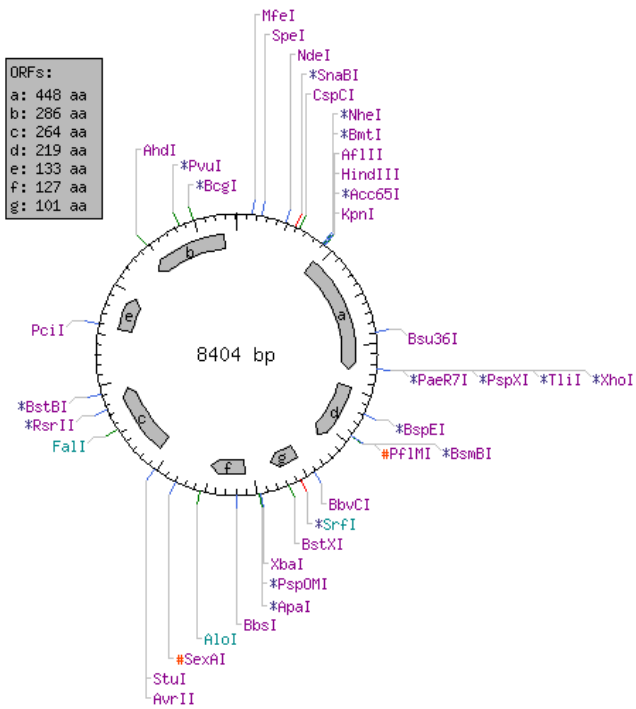 MfeI
SpeI
NdeI
*SnaBI
CspCI
*NheI
*BmtI
AflII
HindIII
*Acc65I
KpnI
ORFs:
a: 448 aa
b: 286 aa
c: 264 aa
d: 219 aa
e: 133 aa
f: 127 aa
g: 101 aa
AhdI
*PvuI
*BcgI
b
a
e
PciI
8404 bp
Bsu36I
*PaeR7I *PspXI *TliI *XhoI
*BstBI
*RsrII
FalI
c
d
*BspEI
#PflMI *BsmBI
g
f
BbvCI
*SrfI
BstXI
XbaI
*PspOMI
*ApaI
BbsI
AloI
#SexAI
StuI
AvrII